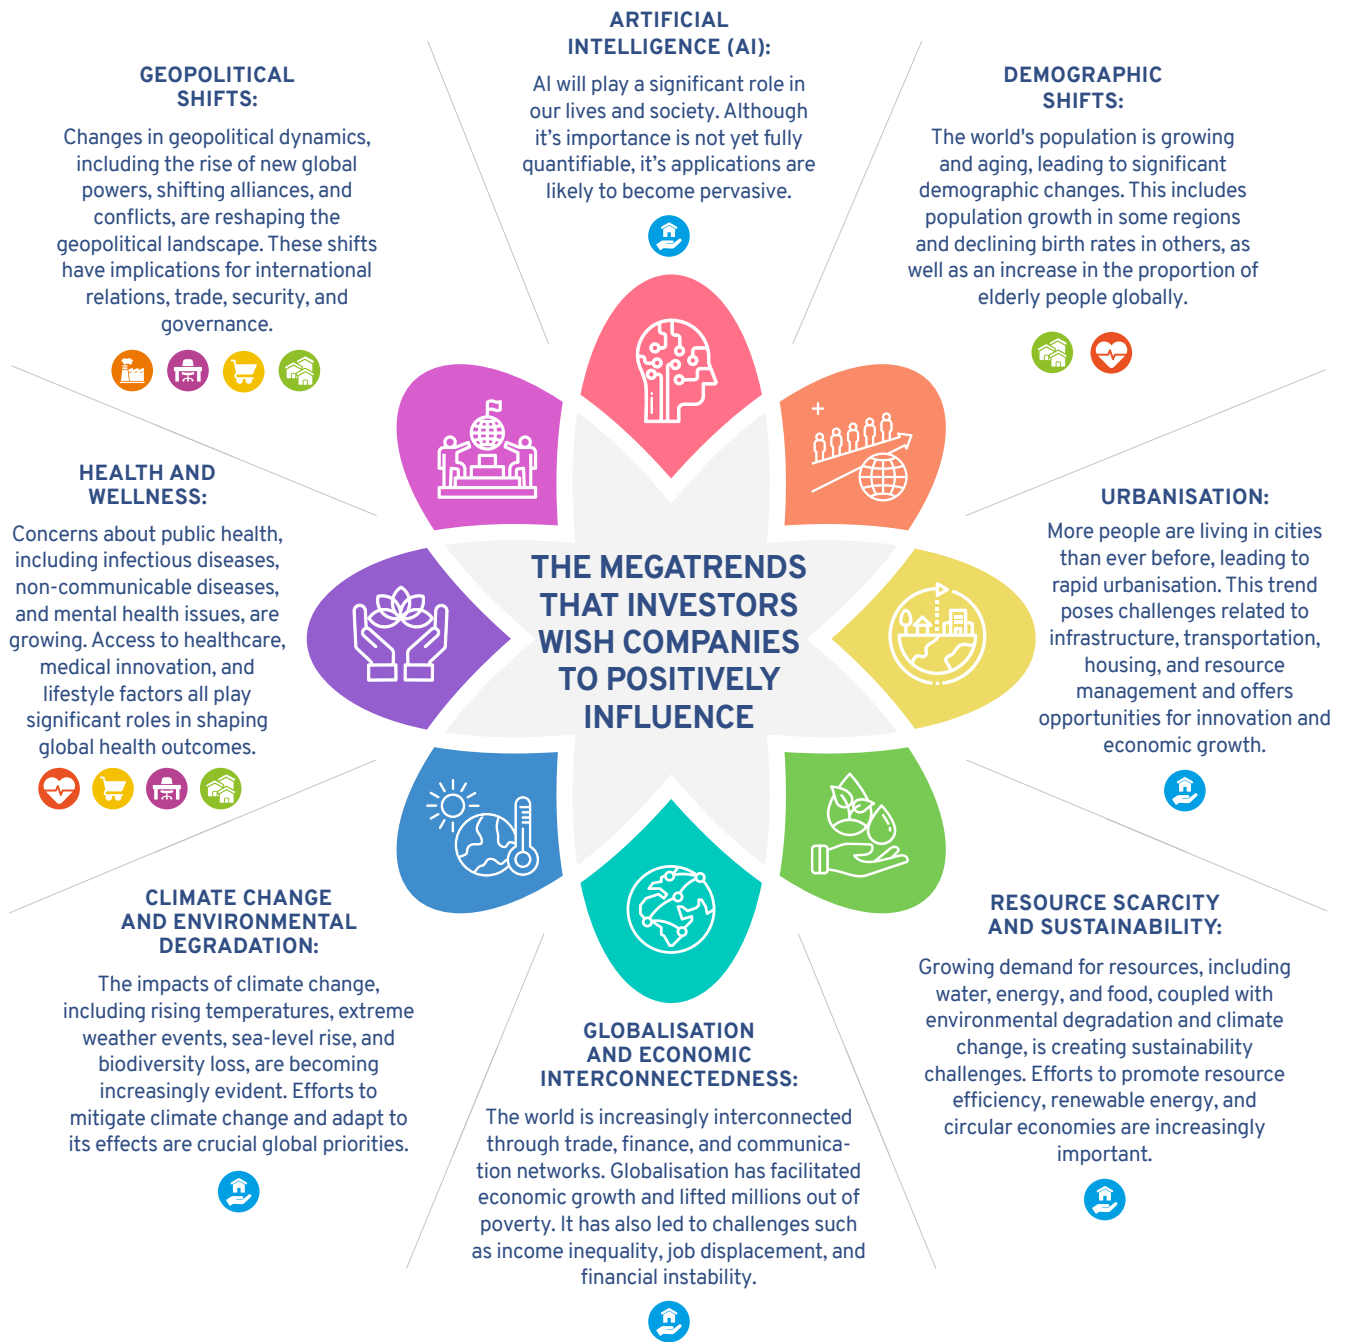 ARTIFICIAL
INTELLIGENCE (AI):
AI will play a significant role in
our lives and society. Although
it’s importance is not yet fully
quantifiable, it’s applications are
likely to become pervasive.
GEOPOLITICAL
SHIFTS:
Changes in geopolitical dynamics,
including the rise of new global
powers, shifting alliances, and
conflicts, are reshaping the
geopolitical landscape. These shifts
have implications for international
relations, trade, security, and
governance.
DEMOGRAPHIC
SHIFTS:
The world's population is growing
and aging, leading to significant
demographic changes. This includes
population growth in some regions
and declining birth rates in others, as
well as an increase in the proportion of
elderly people globally.
HEALTH AND
WELLNESS:
Concerns about public health,
including infectious diseases,
non-communicable diseases,
and mental health issues, are
growing. Access to healthcare,
medical innovation, and
lifestyle factors all play
significant roles in shaping
global health outcomes.
THE MEGATRENDS
THAT INVESTORS
WISH COMPANIES
TO POSITIVELY
INFLUENCE
URBANISATION:
More people are living in cities
than ever before, leading to
rapid urbanisation. This trend
poses challenges related to
infrastructure, transportation,
housing, and resource
management and offers
opportunities for innovation and
economic growth.
CLIMATE CHANGE
AND ENVIRONMENTAL
DEGRADATION:
The impacts of climate change,
including rising temperatures, extreme
weather events, sea-level rise, and
biodiversity loss, are becoming
increasingly evident. Efforts to
mitigate climate change and adapt to
its effects are crucial global priorities.
GLOBALISATION
AND ECONOMIC
INTERCONNECTEDNESS:
The world is increasingly interconnected
through trade, finance, and communica-
tion networks. Globalisation has facilitated
economic growth and lifted millions out of
poverty. It has also led to challenges such
as income inequality, job displacement, and
financial instability.
RESOURCE SCARCITY
AND SUSTAINABILITY:
Growing demand for resources, including
water, energy, and food, coupled with
environmental degradation and climate
change, is creating sustainability
challenges. Efforts to promote resource
efficiency, renewable energy, and
circular economies are increasingly
important.